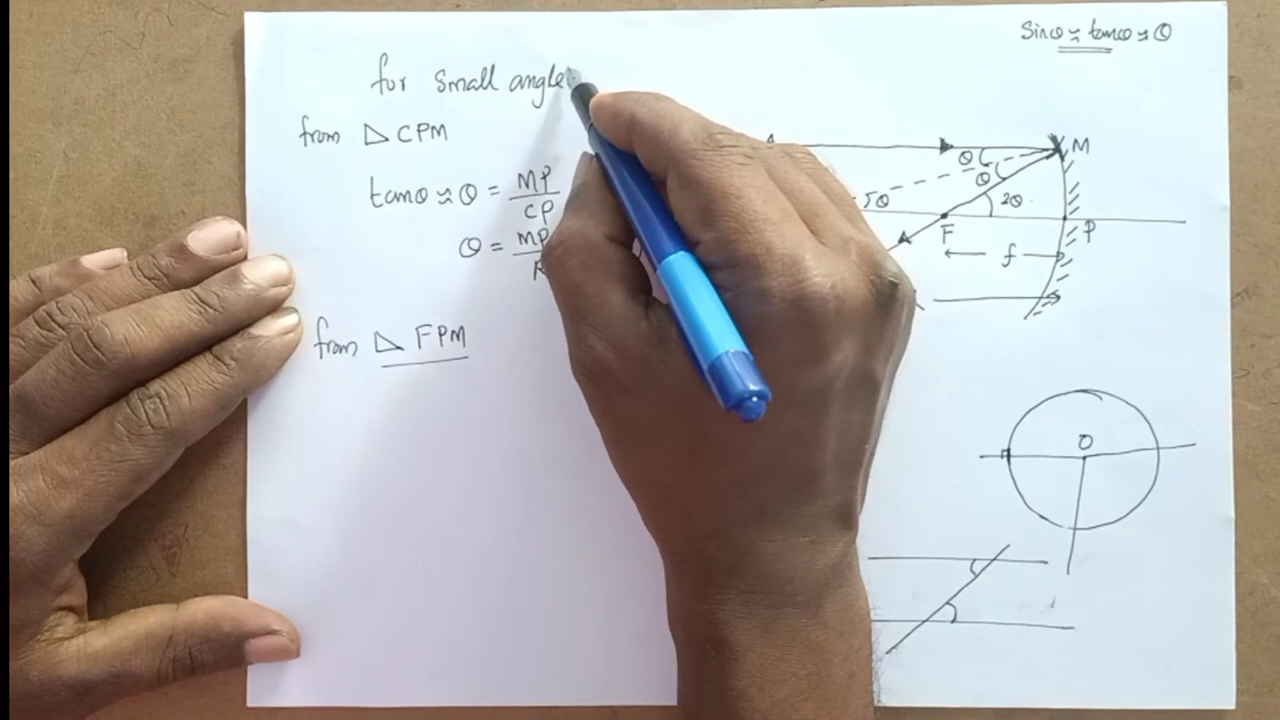 Sinθ ≈ tanθ ≈ θ
for small angle
from ⊿ CPM
tanθ ≈ θ = MP/CP
θ = MP/R
from ⊿ FPM
M
θ
θ
2θ
θ
F
P
f
O